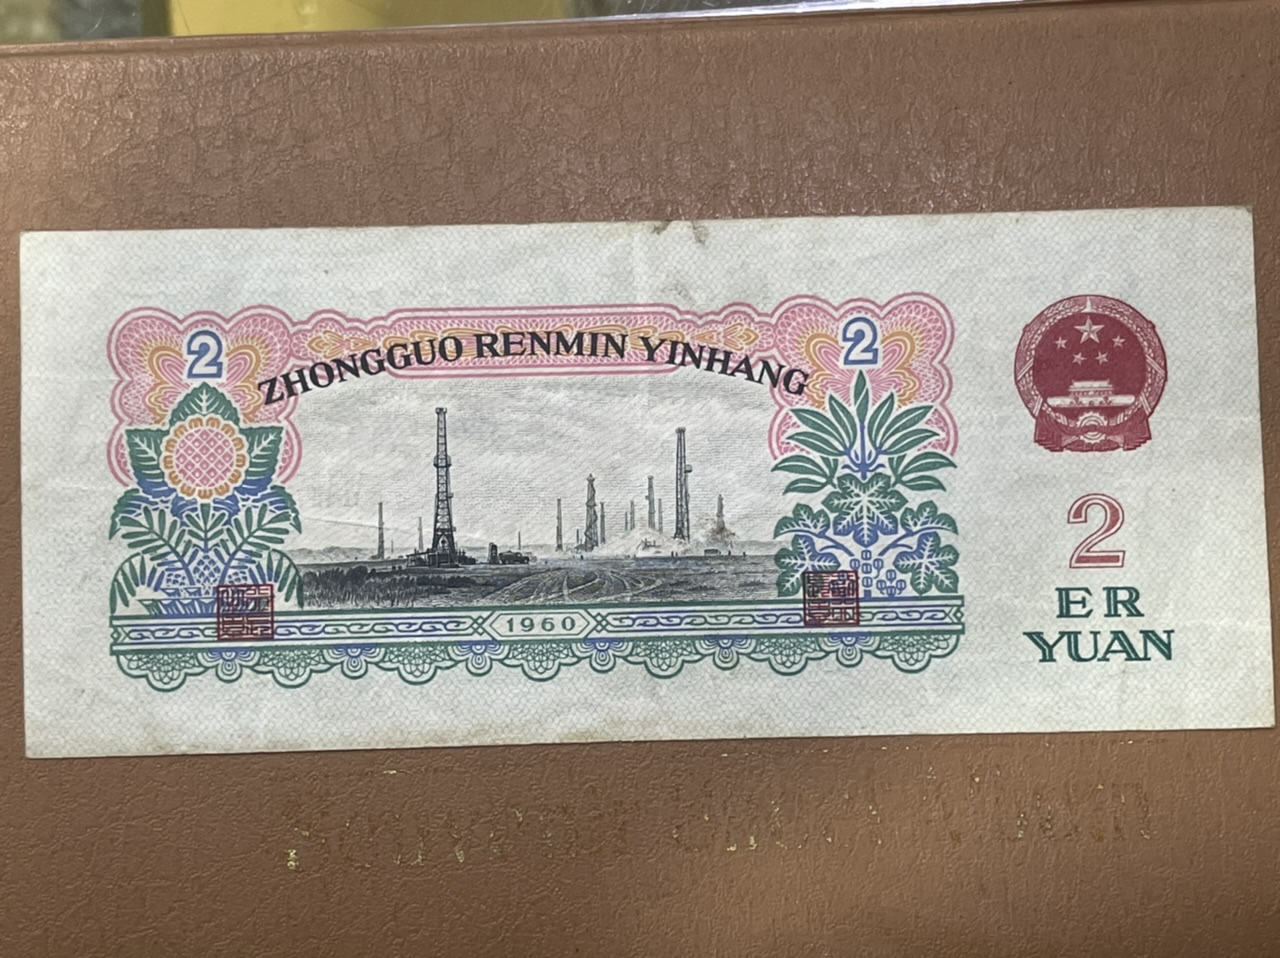 ZHONGGUO RENMIN YINHANG
2
2
1960
2
ER
YUAN